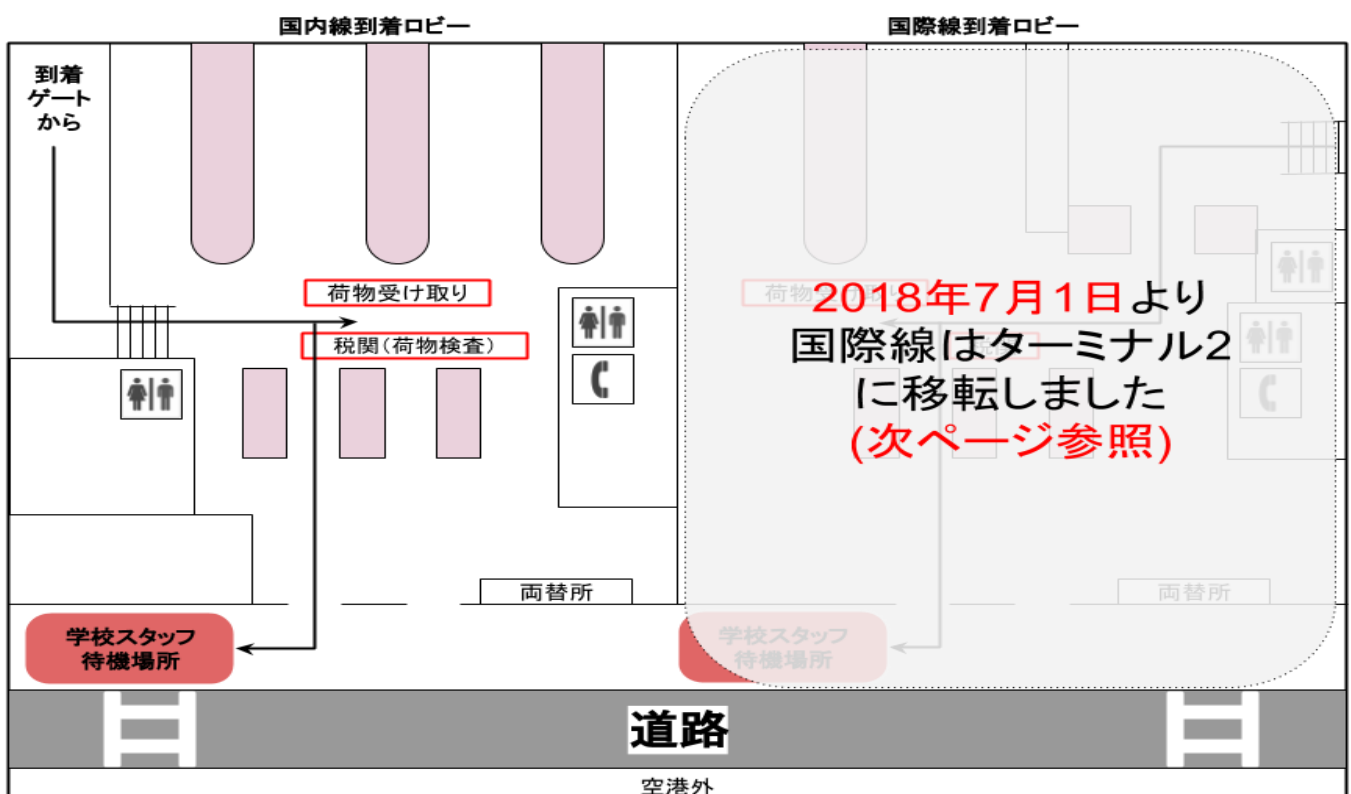 国内線到着ロビー
国際線到着ロビー
到着
ゲート
から
荷物受け取り
税関(荷物検査)
両替所
学校スタッフ
待機場所
2018年7月1日より
国際線はターミナル2
に移転しました
(次ページ参照)
両替所
学校スタッフ
待機場所
道路
空港外